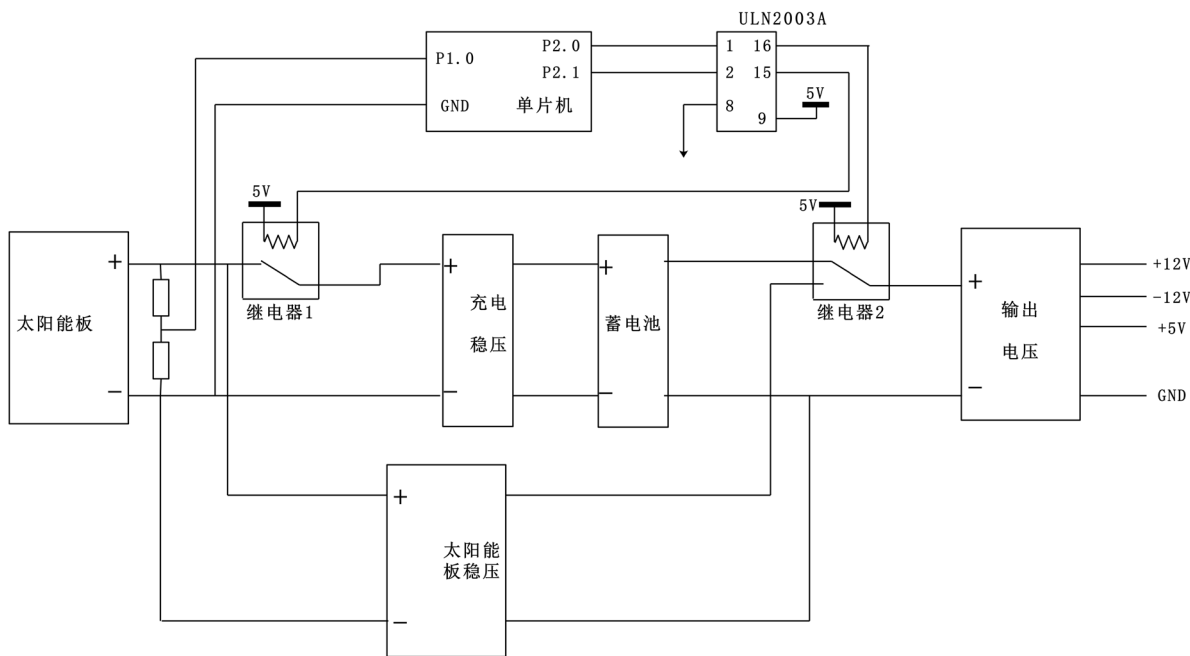 ULN2003A
P1.0
P2.0
1
16
P2.1
2
15
GND
单片机
8
9
5V
5V
5V
+
继电器1
+
充电
稳压
+
蓄电池
继电器2
+
输出
电压
+12V
-12V
+5V
GND
太阳能板
−
−
−
−
+
太阳能
板稳压
−